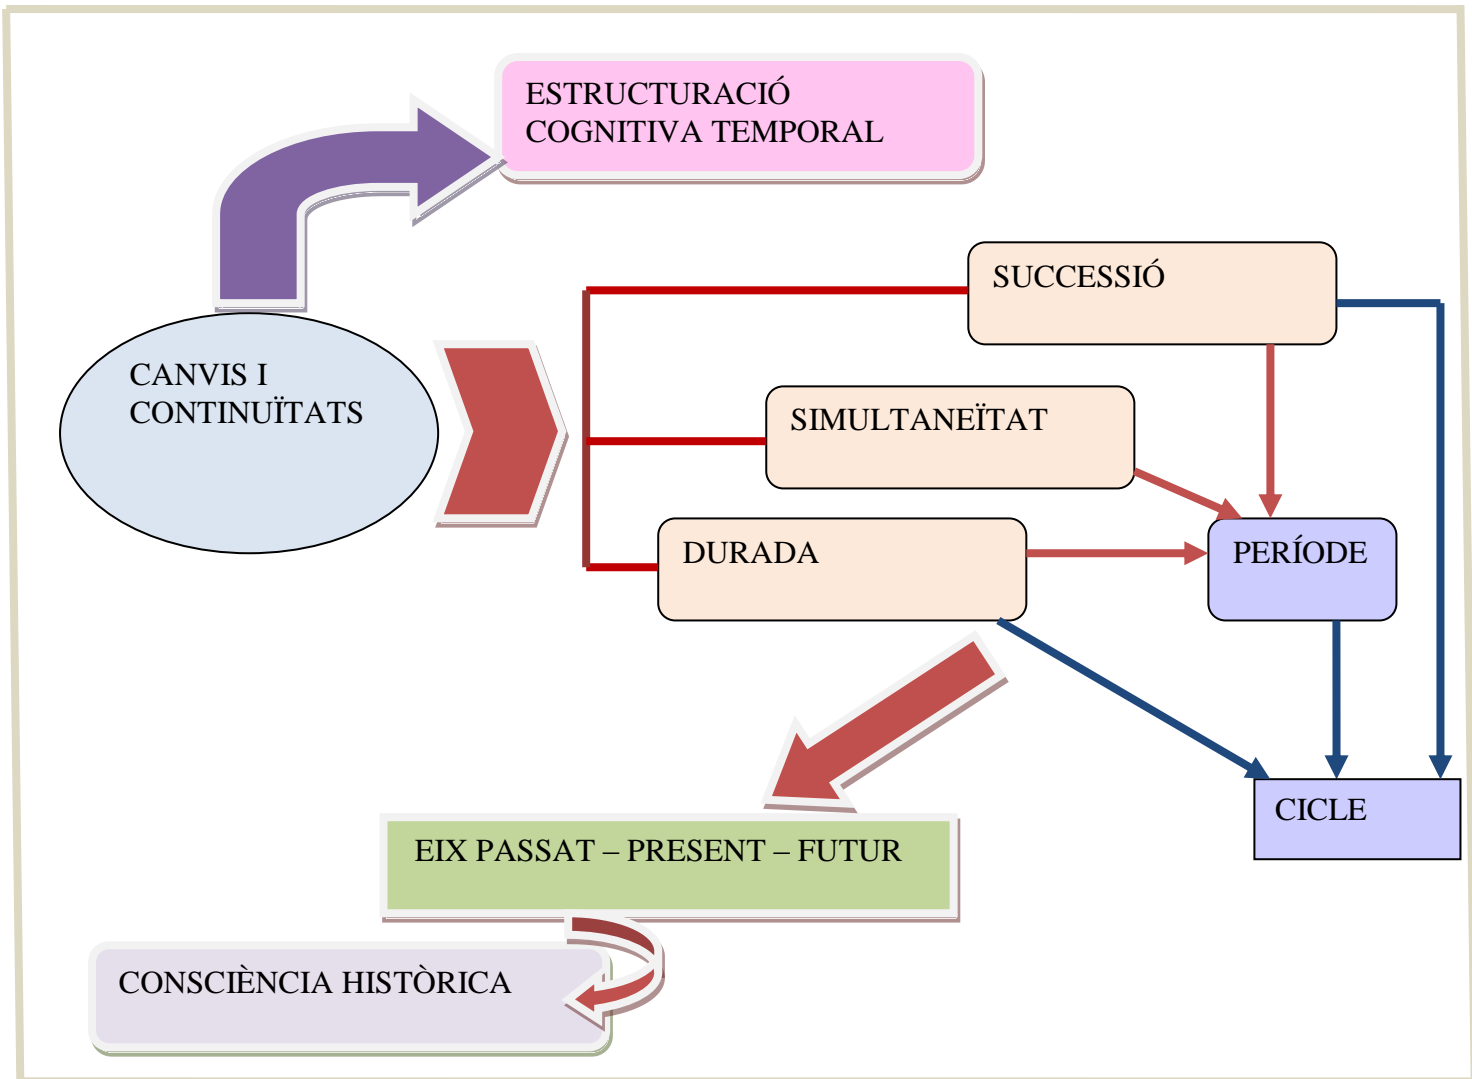 ESTRUCTURACIÓ
COGNITIVA TEMPORAL
SUCCESSIÓ
CANVIS I
CONTINUÏTATS
SIMULTANEÏTAT
DURADA
PERÍODE
CICLE
EIX PASSAT – PRESENT – FUTUR
CONSCIÈNCIA HISTÒRICA